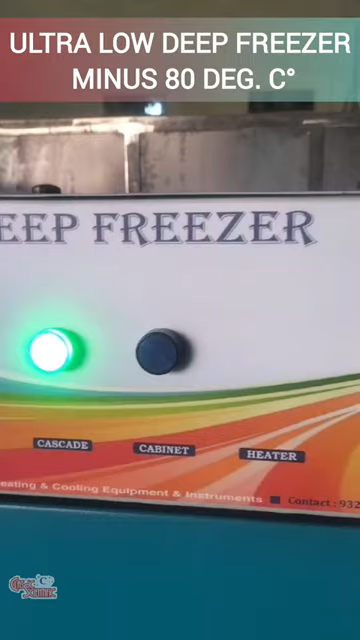 ULTRA LOW DEEP FREEZER
MINUS 80 DEG. C°
EEP FREEZER
CASCADE
CABINET
HEATER
eating & Cooling Equipment & Instruments ■ Contact : 932